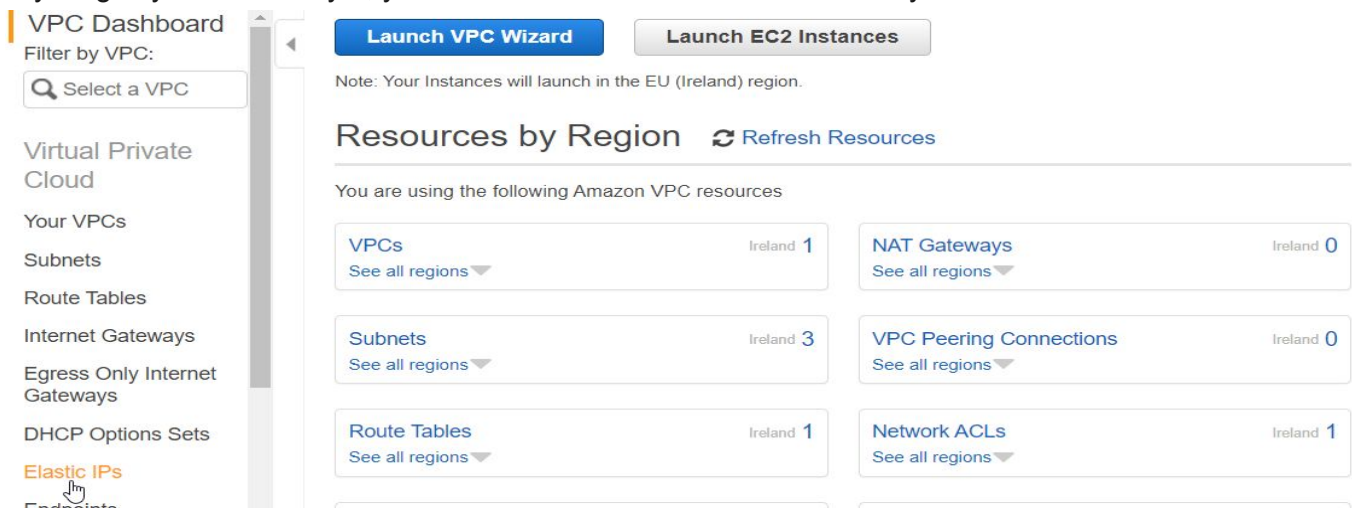 VPC Dashboard
Filter by VPC:
Select a VPC
Virtual Private
Cloud
Your VPCs
Subnets
Route Tables
Internet Gateways
Egress Only Internet
Gateways
DHCP Options Sets
Elastic IPs
Endpoints
Launch VPC Wizard
Launch EC2 Instances
Note: Your Instances will launch in the EU (Ireland) region.
Resources by Region Refresh Resources
You are using the following Amazon VPC resources
VPCs Ireland 1
See all regions
NAT Gateways Ireland 0
See all regions
Subnets Ireland 3
See all regions
VPC Peering Connections Ireland 0
See all regions
Route Tables Ireland 1
See all regions
Network ACLs Ireland 1
See all regions